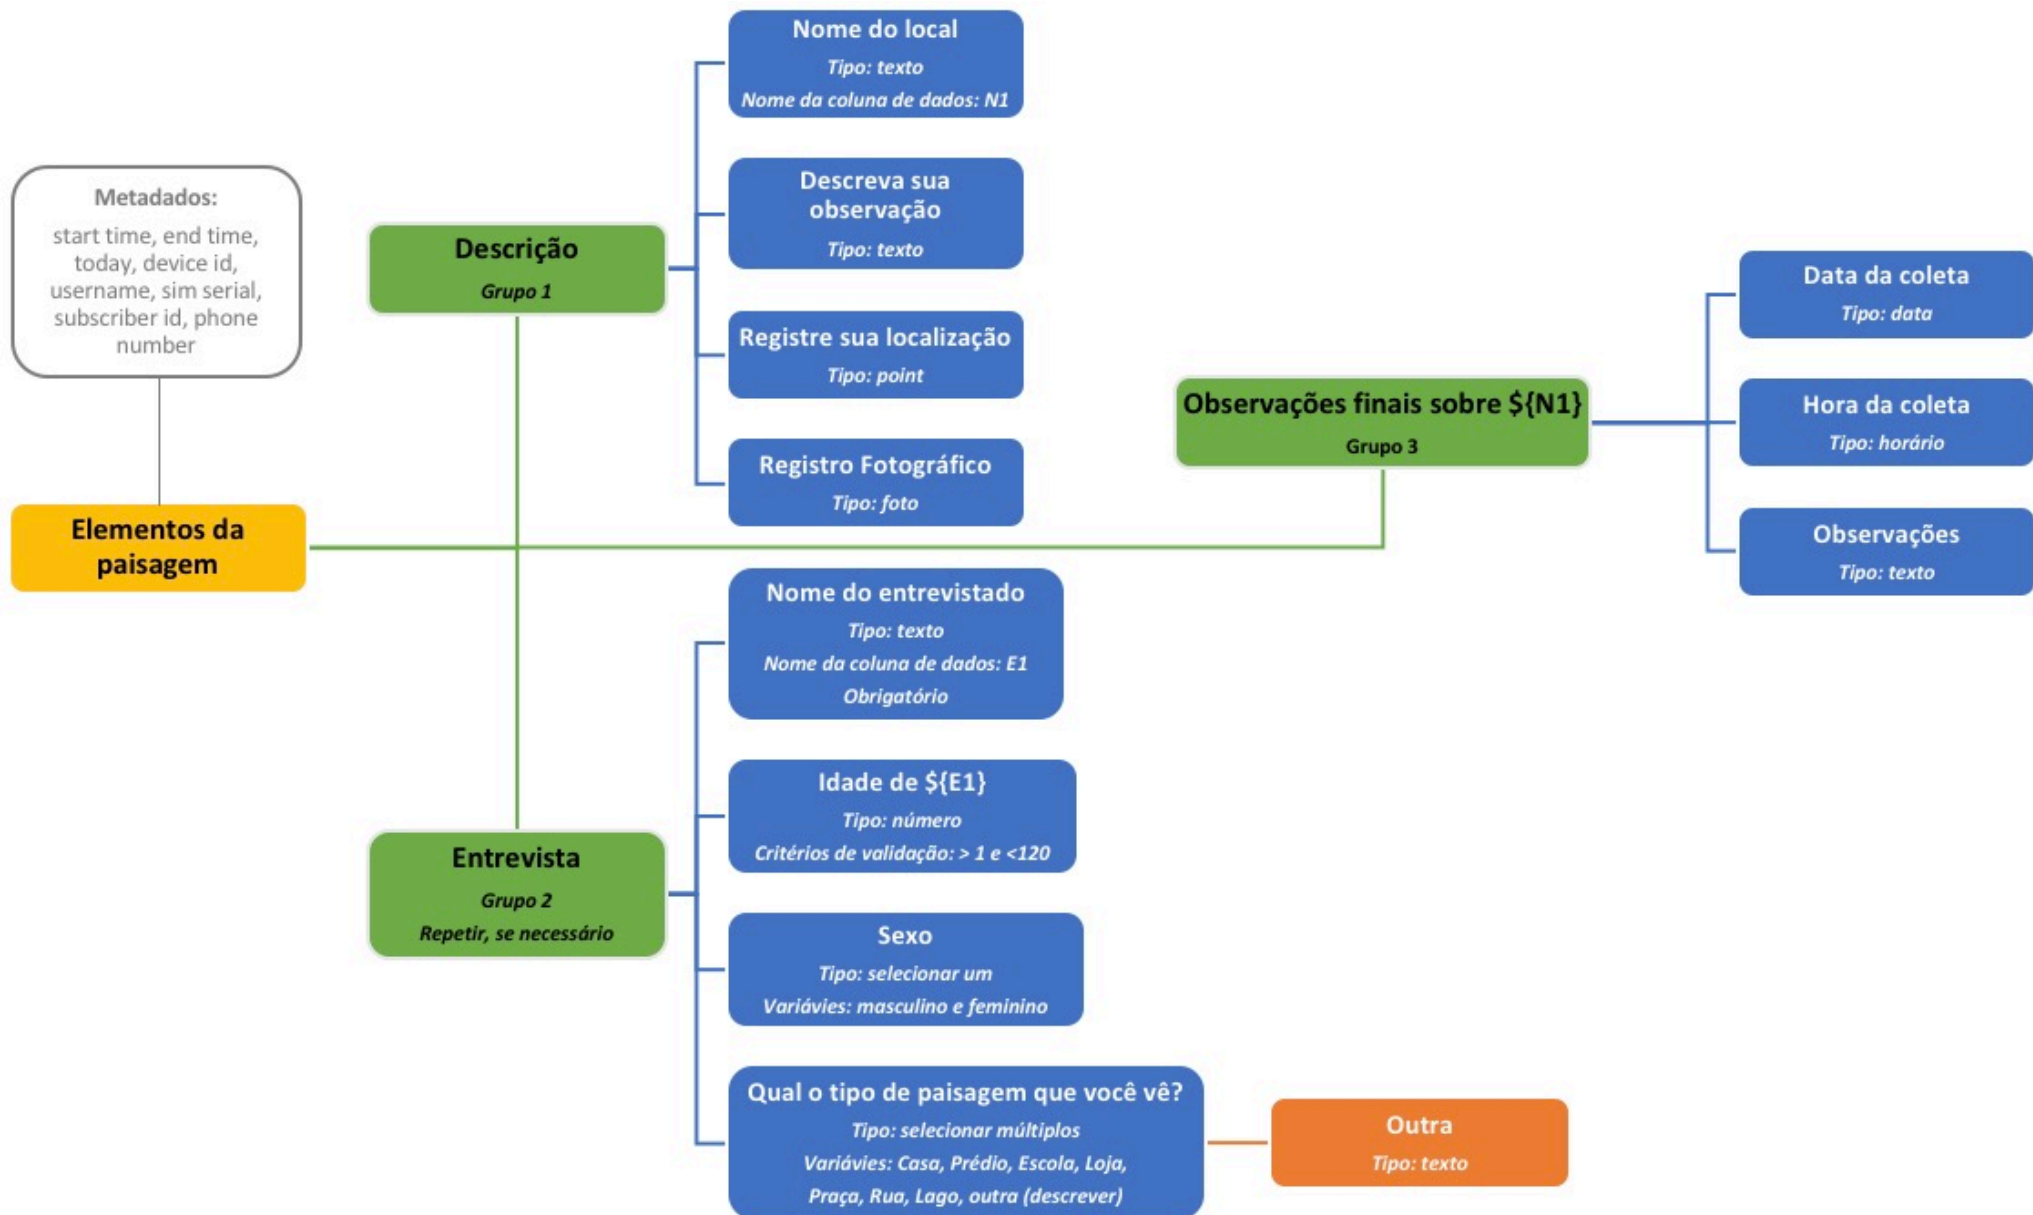 Metadados:
start time, end time,
today, device id,
username, sim serial,
subscriber id, phone
number
Elementos da
paisagem
Descrição
Grupo 1
Nome do local
Tipo: texto
Nome da coluna de dados: N1
Descreva sua
observação
Tipo: texto
Registre sua localização
Tipo: point
Registro Fotográfico
Tipo: foto
Entrevista
Grupo 2
Repetir, se necessário
Nome do entrevistado
Tipo: texto
Nome da coluna de dados: E1
Obrigatório
Idade de ${E1}
Tipo: número
Critérios de validação: > 1 e <120
Sexo
Tipo: selecionar um
Variávies: masculino e feminino
Qual o tipo de paisagem que você vê?
Tipo: selecionar múltiplos
Variávies: Casa, Prédio, Escola, Loja,
Praça, Rua, Lago, outra (descrever)
Outra
Tipo: texto
Observações finais sobre ${N1}
Grupo 3
Data da coleta
Tipo: data
Hora da coleta
Tipo: horário
Observações
Tipo: texto